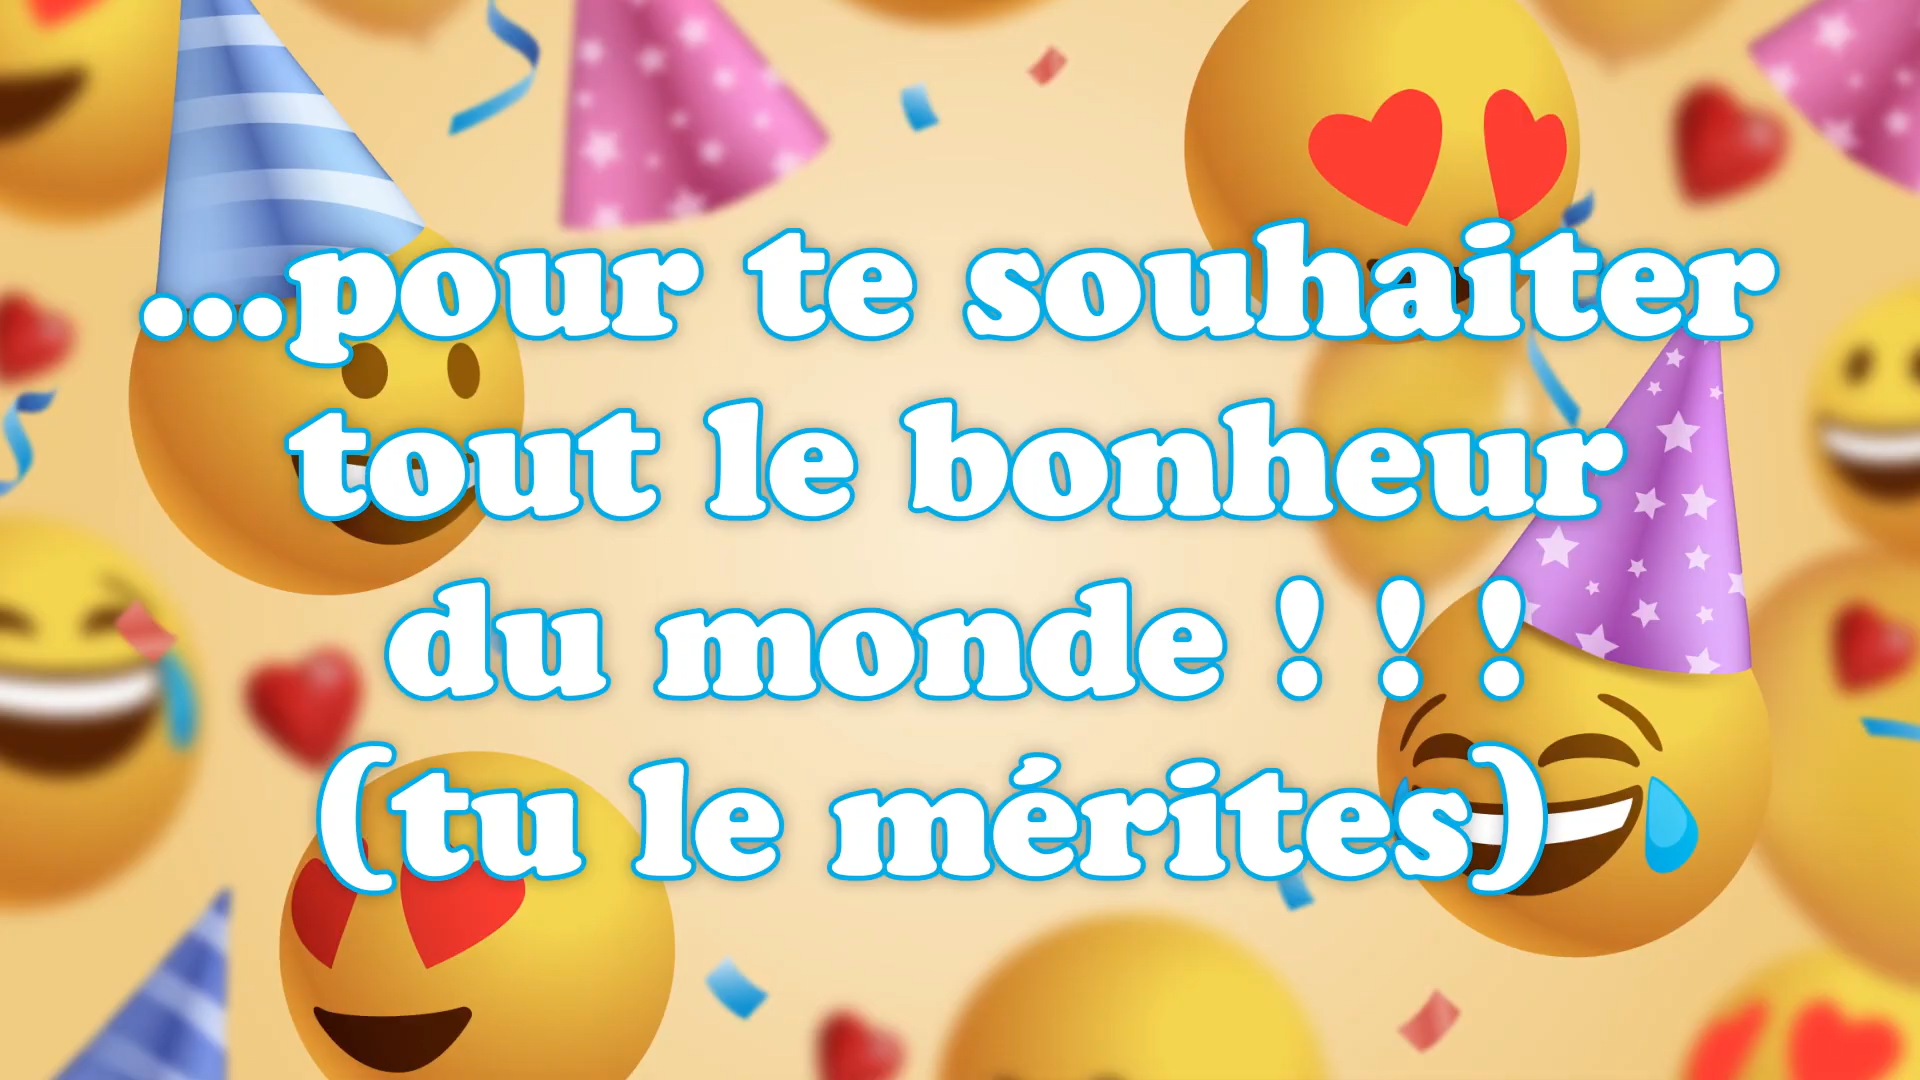 ...pour te souhaiter
tout le bonheur
du monde ! ! !
(tu le mérites)